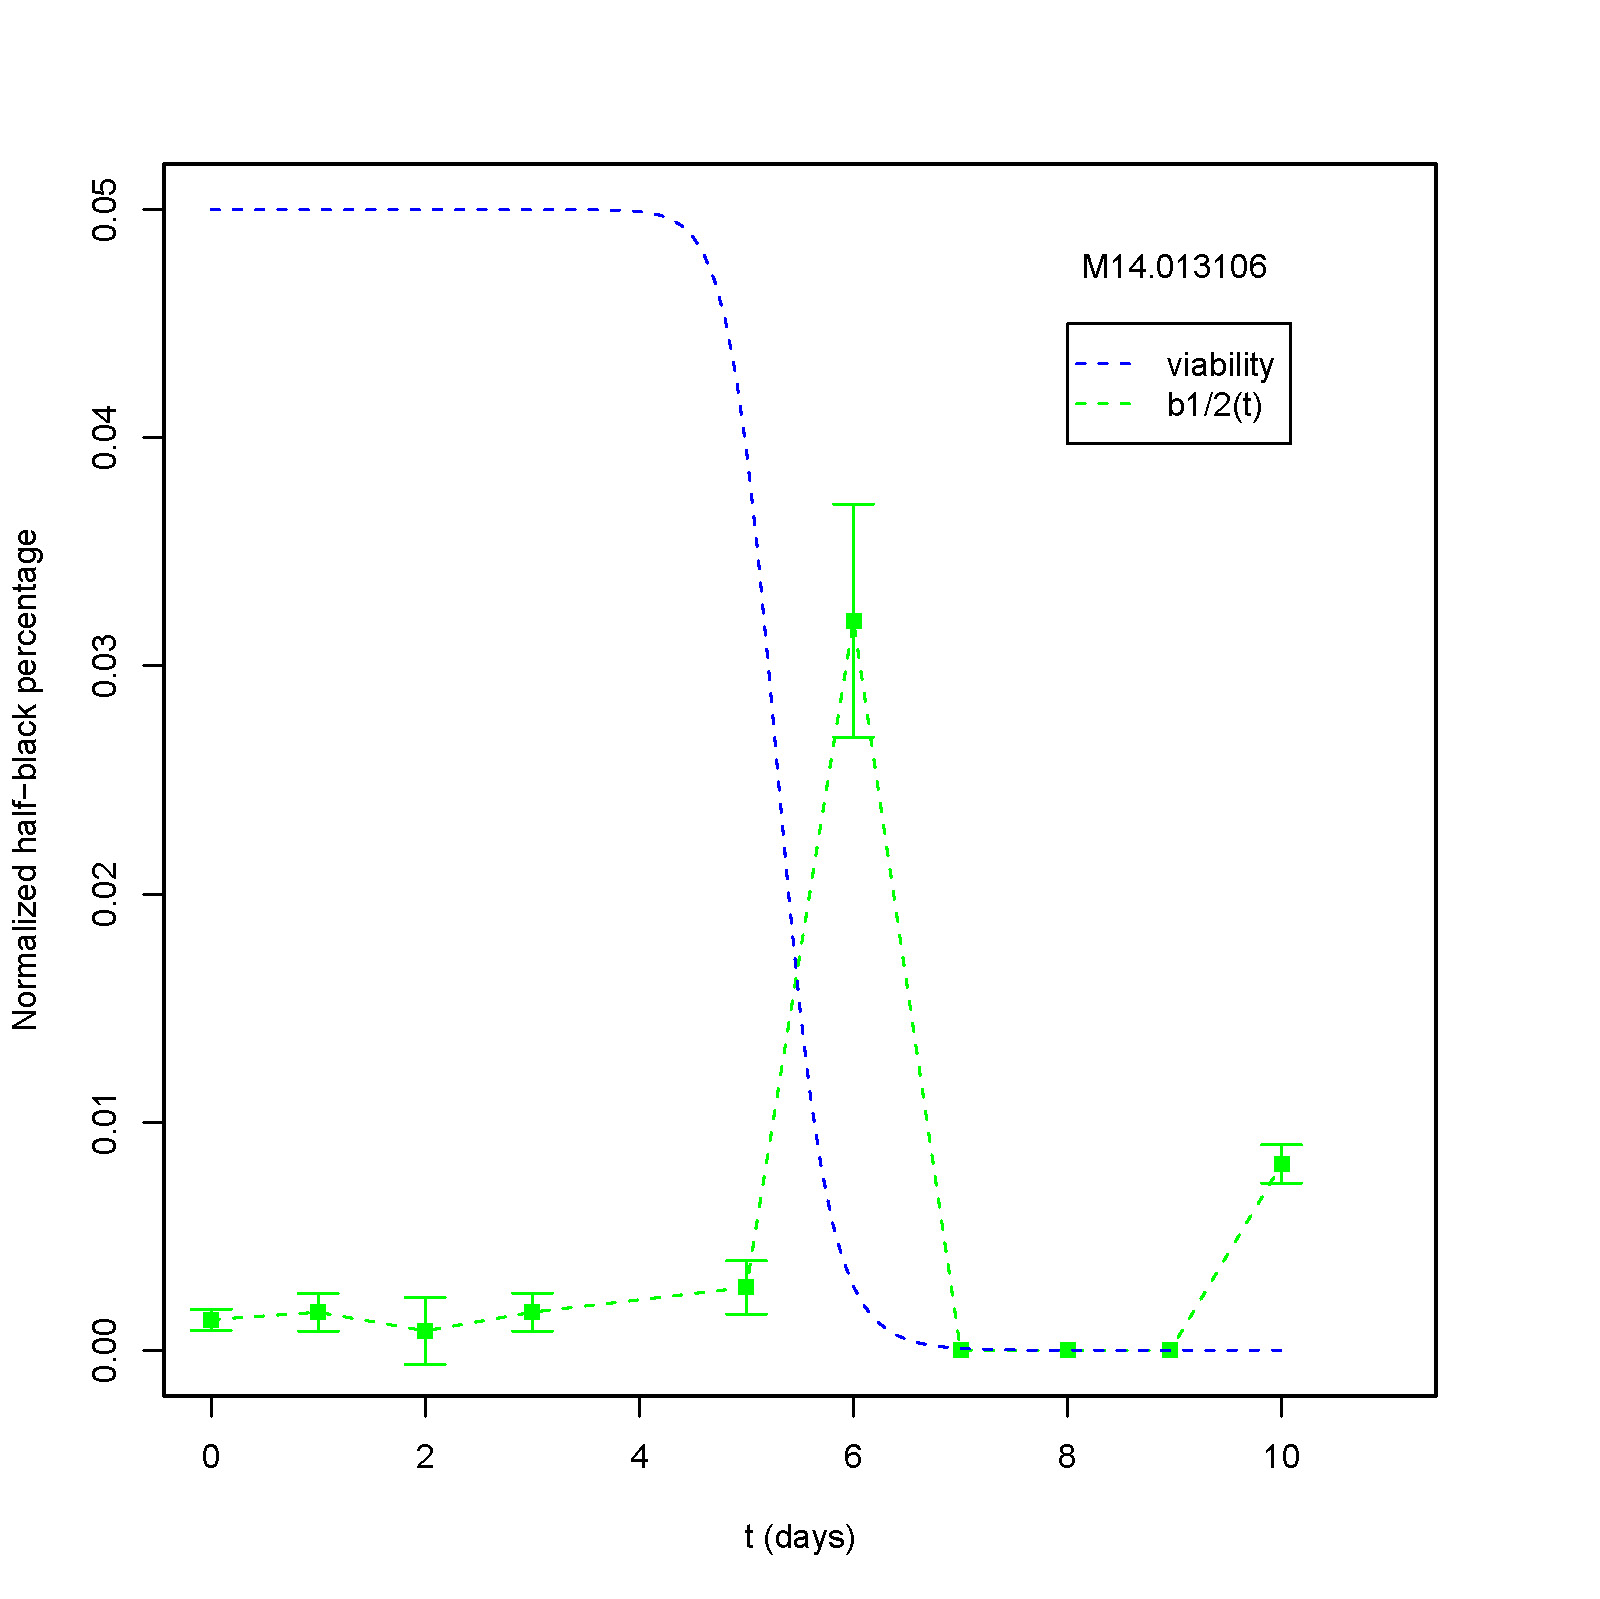 M14.013106
viability
b1/2(t)
Normalized half-black percentage
0.05
0.04
0.03
0.02
0.01
0.00
0 2 4 6 8 10
t (days)